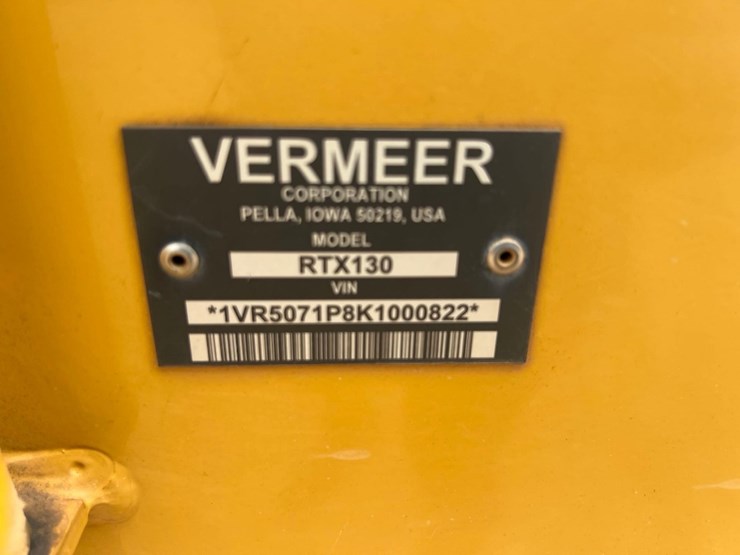 VERMEER
CORPORATION
PELLA, IOWA 50219, USA
MODEL
RTX130
VIN
*1VR5071P8K1000822*